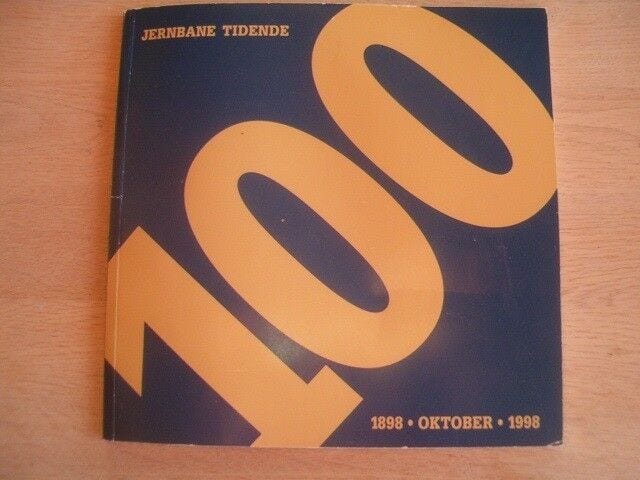 JERNBANE TIDENDE
100
1898 • OKTOBER • 1998